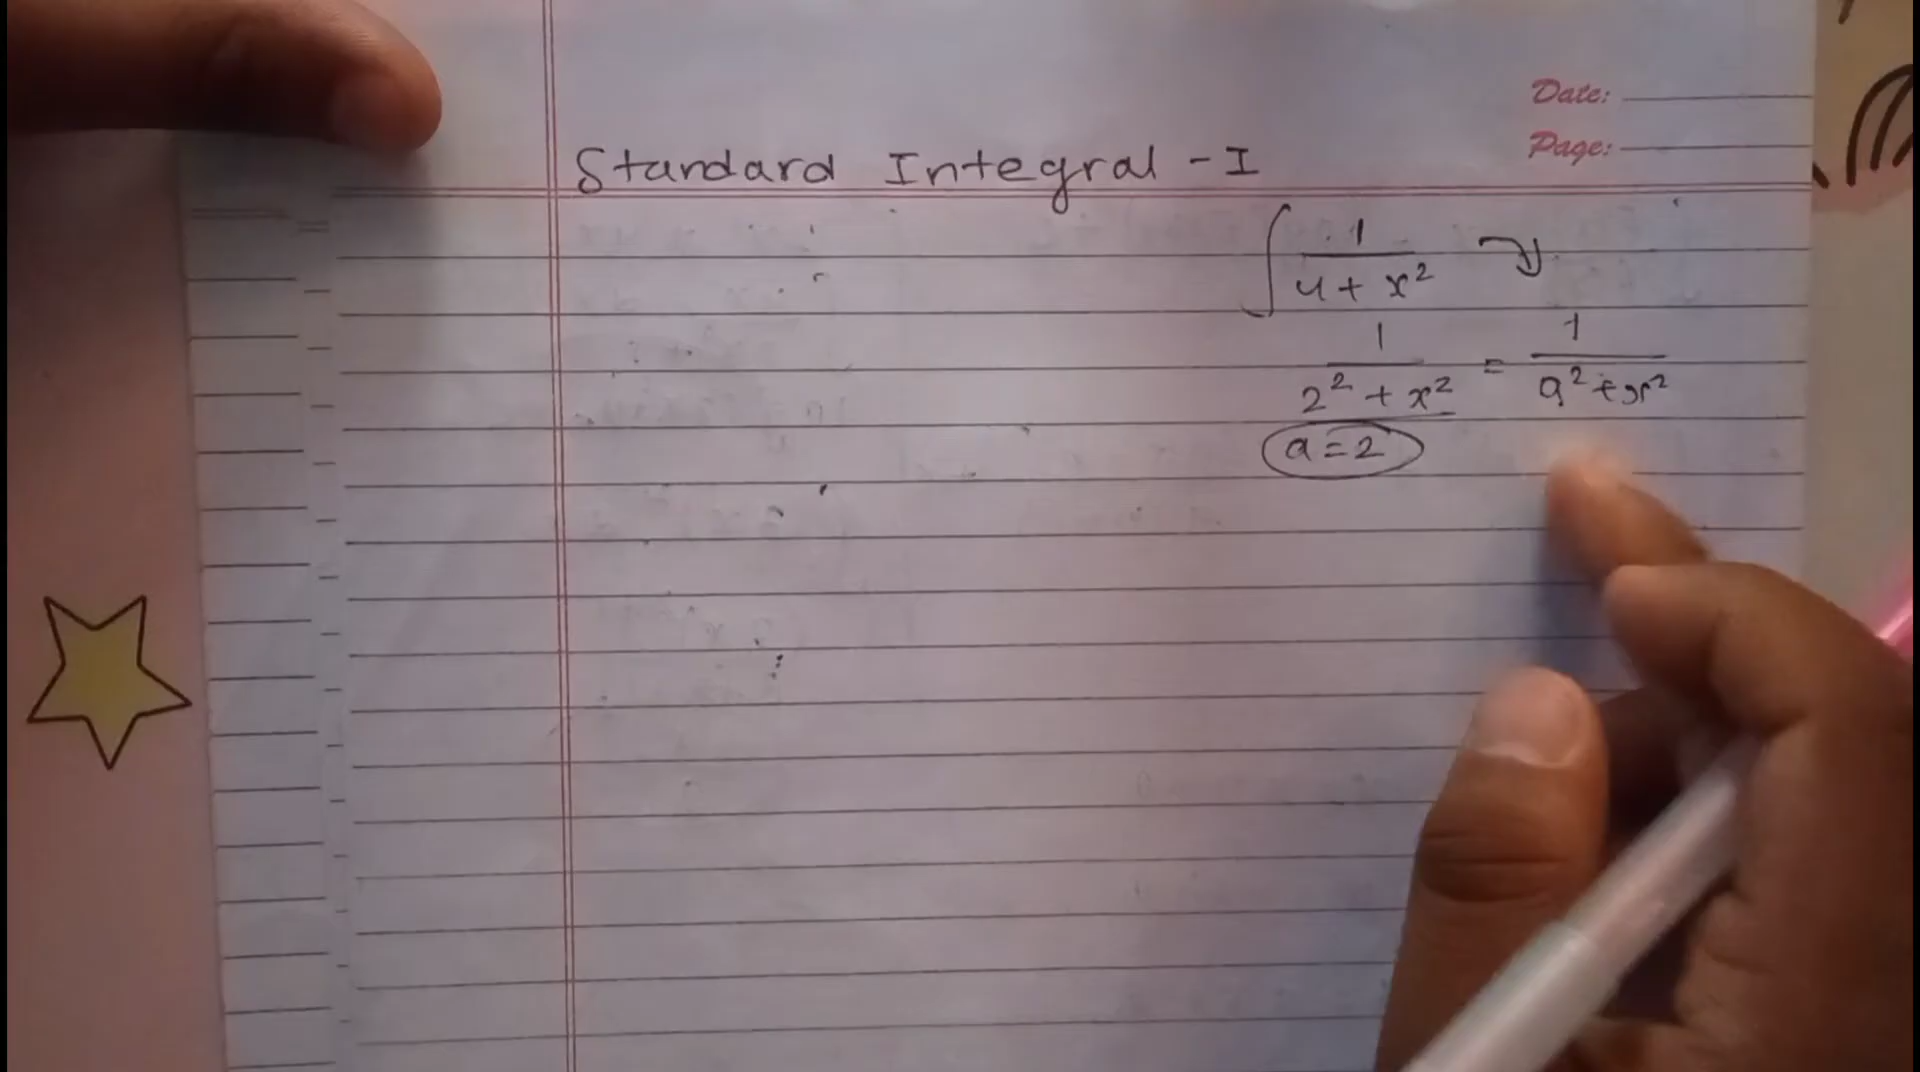 Date:
Page:
Standard Integral - I
∫ 1/(4 + x²)
1/(2² + x²) = 1/(a² + x²)
a = 2